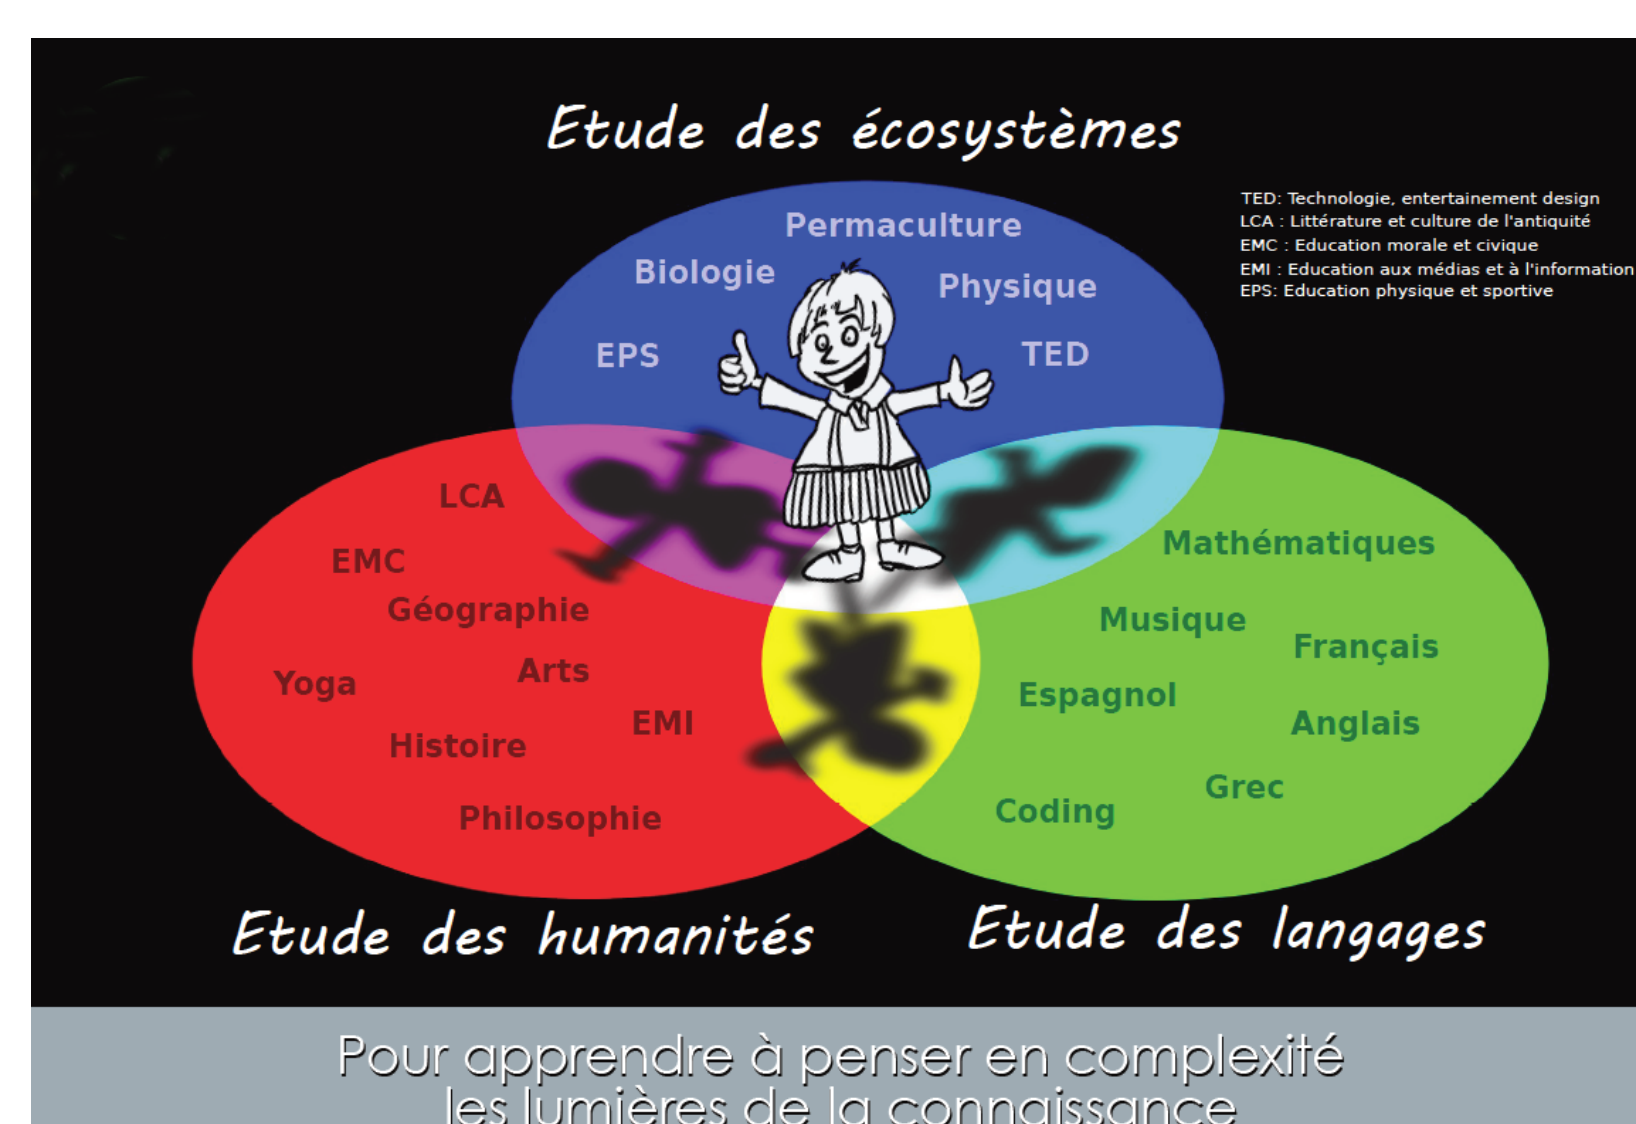 Etude des écosystèmes
TED: Technologie, entertainement design
LCA : Littérature et culture de l'antiquité
EMC : Education morale et civique
EMI : Education aux médias et à l'information
EPS: Education physique et sportive
Permaculture
Biologie
Physique
EPS
TED
LCA
EMC
Géographie
Yoga
Arts
EMI
Histoire
Philosophie
Mathématiques
Musique
Français
Espagnol
Anglais
Grec
Coding
Etude des humanités
Etude des langages
Pour apprendre à penser en complexité
les lumières de la connaissance